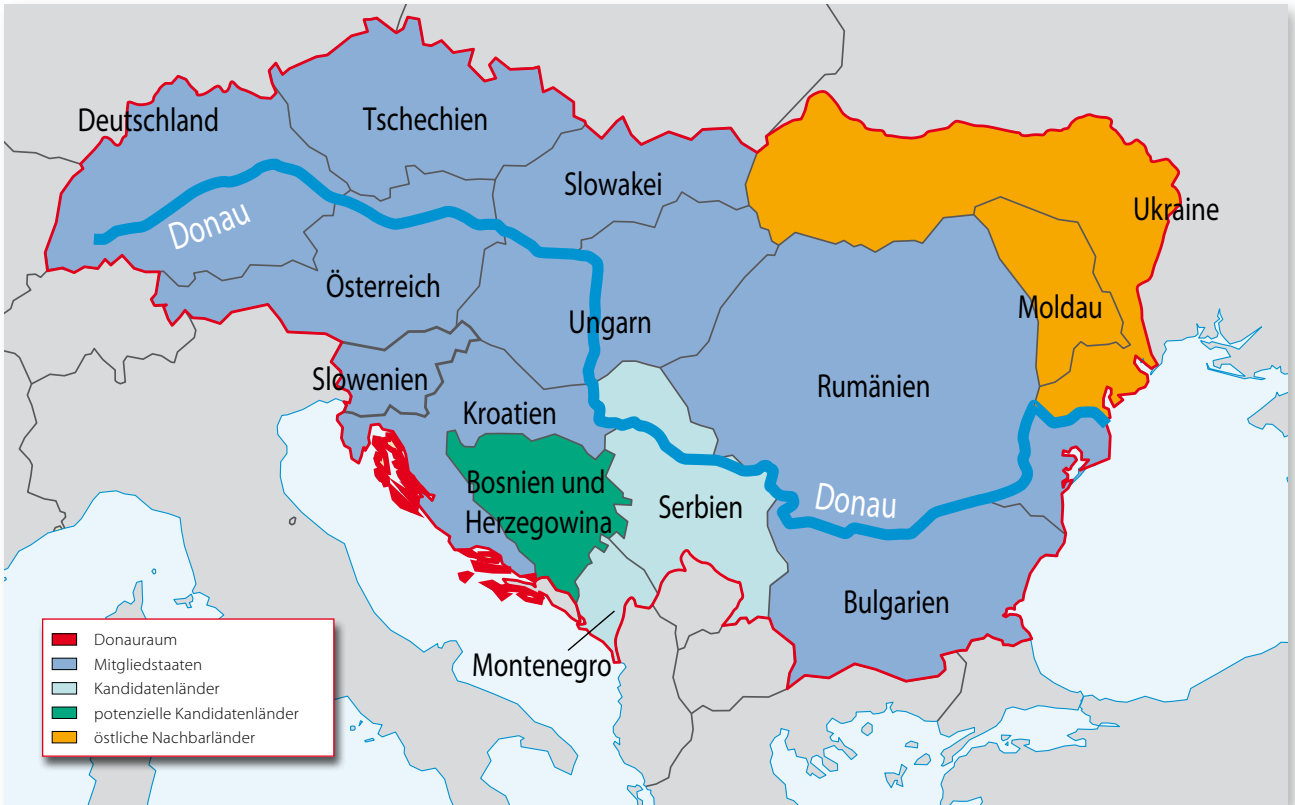 Deutschland
Tschechien
Slowakei
Ukraine
Donau
Österreich
Moldau
Ungarn
Slowenien
Rumänien
Kroatien
Bosnien und
Herzegowina
Serbien
Donau
Bulgarien
Montenegro
Donauraum
Mitgliedstaaten
Kandidatenländer
potenzielle Kandidatenländer
östliche Nachbarländer